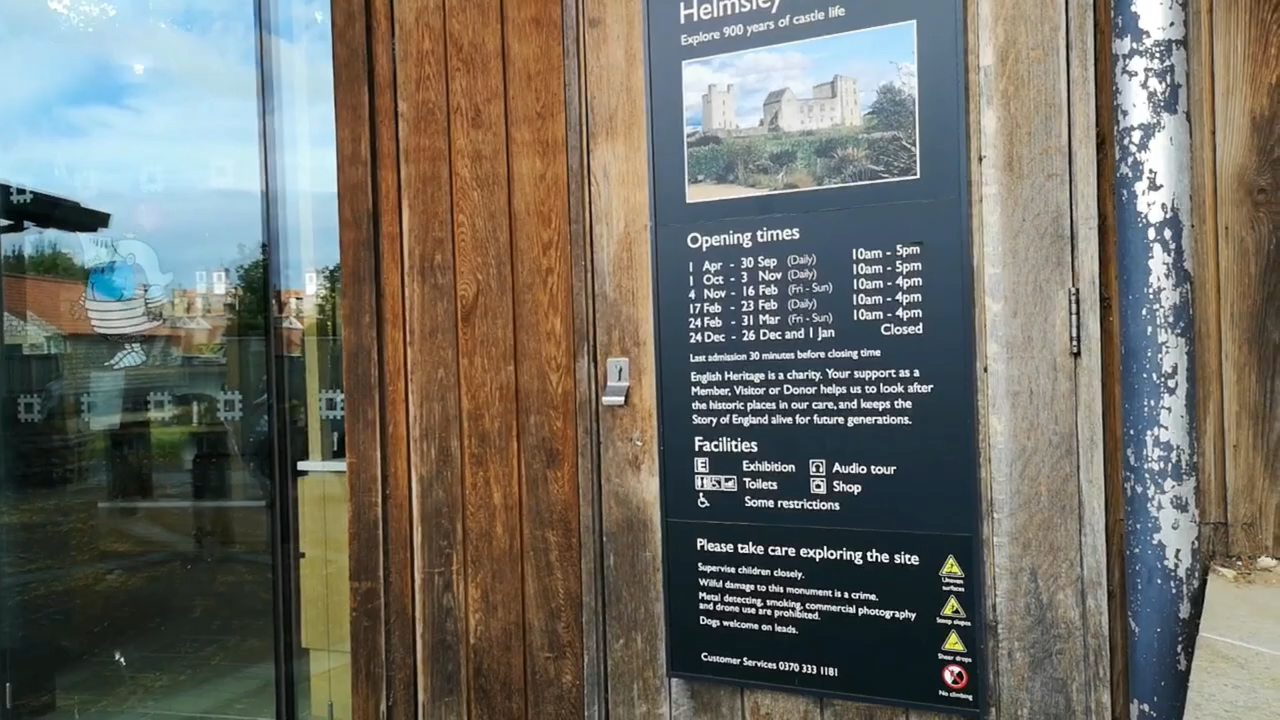 Helmsley
Explore 900 years of castle life
Opening times
1 Apr - 30 Sep (Daily) 10am - 5pm
1 Oct - 3 Nov (Daily) 10am - 5pm
4 Nov - 16 Feb (Fri - Sun) 10am - 4pm
17 Feb - 23 Feb (Daily) 10am - 4pm
24 Feb - 31 Mar (Fri - Sun) 10am - 4pm
24 Dec - 26 Dec and 1 Jan Closed
Last admission 30 minutes before closing time
English Heritage is a charity. Your support as a
Member, Visitor or Donor helps us to look after
the historic places in our care, and keeps the
Story of England alive for future generations.
Facilities
E Exhibition Audio tour
Toilets Shop
Some restrictions
Please take care exploring the site
Supervise children closely.
Wilful damage to this monument is a crime.
Metal detecting, smoking, commercial photography
and drone use are prohibited.
Dogs welcome on leads.
Customer Services 0370 333 1181
Uneven
surfaces
Steep slopes
Sheer drops
No climbing